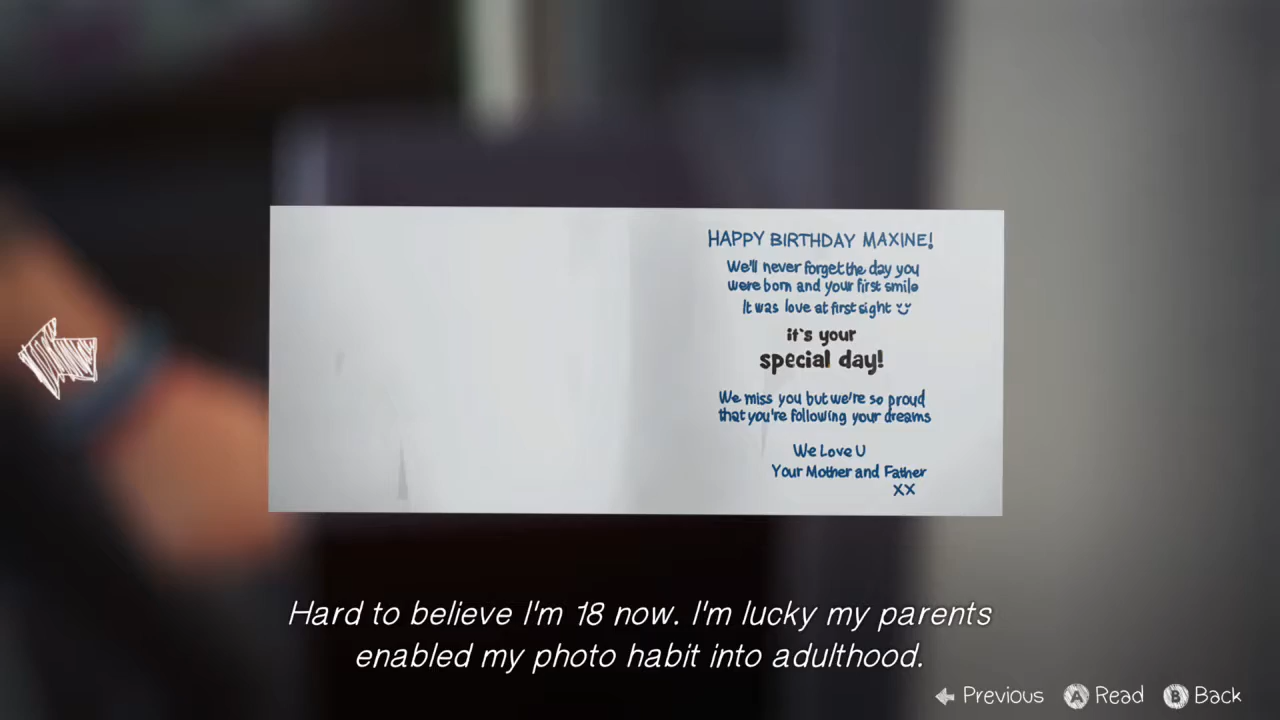 HAPPY BIRTHDAY MAXINE!
We'll never forget the day you
were born and your first smile
It was love at first sight
it's your
special day!
We miss you but we're so proud
that you're following your dreams
We Love U
Your Mother and Father
XX
Hard to believe I'm 18 now. I'm lucky my parents
enabled my photo habit into adulthood.
Previous A Read B Back